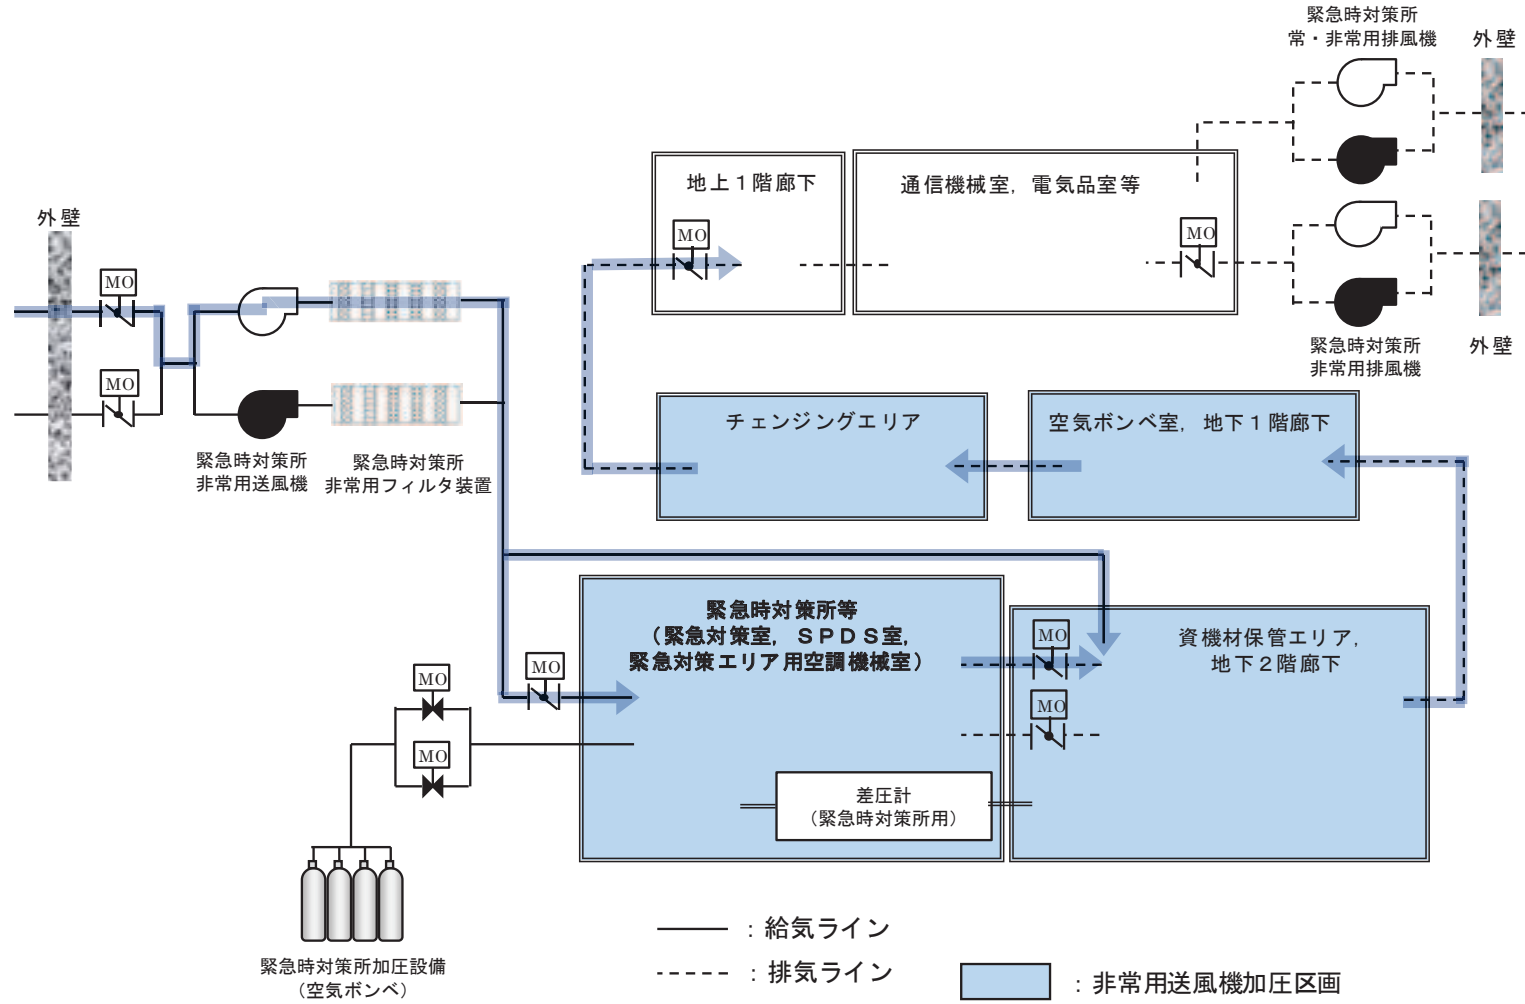 緊急時対策所
常・非常用排風機
外壁
MO
地上1階廊下
MO
通信機械室，電気品室等
MO
緊急時対策所
非常用排風機
外壁
外壁
MO
MO
緊急時対策所
非常用送風機
緊急時対策所
非常用フィルタ装置
チェンジングエリア
空気ボンベ室，地下1階廊下
緊急時対策所等
（緊急対策室，ＳＰＤＳ室，
緊急対策エリア用空調機械室）
MO
MO
資機材保管エリア，
地下2階廊下
MO
MO
MO
差圧計
（緊急時対策所用）
緊急時対策所加圧設備
（空気ボンベ）
：給気ライン
：排気ライン
：非常用送風機加圧区画